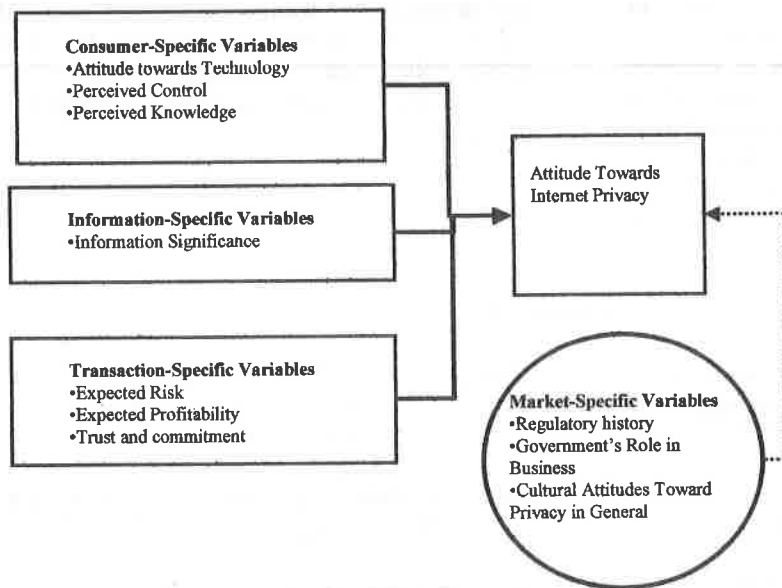 Consumer-Specific Variables
•Attitude towards Technology
•Perceived Control
•Perceived Knowledge
Information-Specific Variables
•Information Significance
Transaction-Specific Variables
•Expected Risk
•Expected Profitability
•Trust and commitment
Attitude Towards
Internet Privacy
Market-Specific Variables
•Regulatory history
•Government's Role in
Business
•Cultural Attitudes Toward
Privacy in General